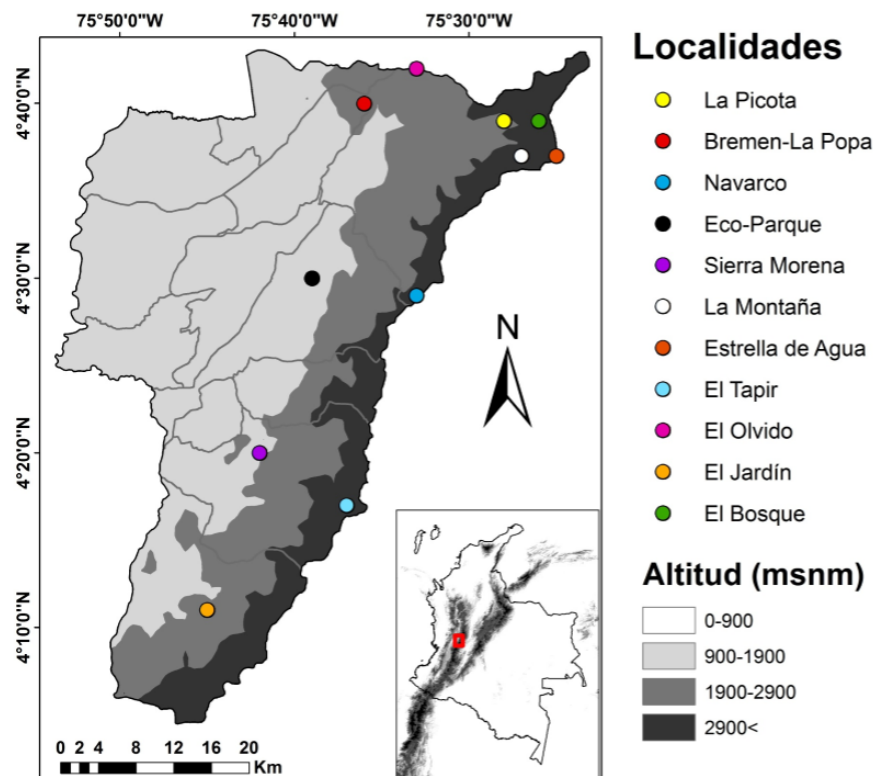 75°50'0"W 75°40'0"W 75°30'0"W
4°40'0"N
4°30'0"N
4°20'0"N
4°10'0"N
N
0 2 4 8 12 16 20
Km
Localidades
La Picota
Bremen-La Popa
Navarco
Eco-Parque
Sierra Morena
La Montaña
Estrella de Agua
El Tapir
El Olvido
El Jardín
El Bosque
Altitud (msnm)
0-900
900-1900
1900-2900
2900<